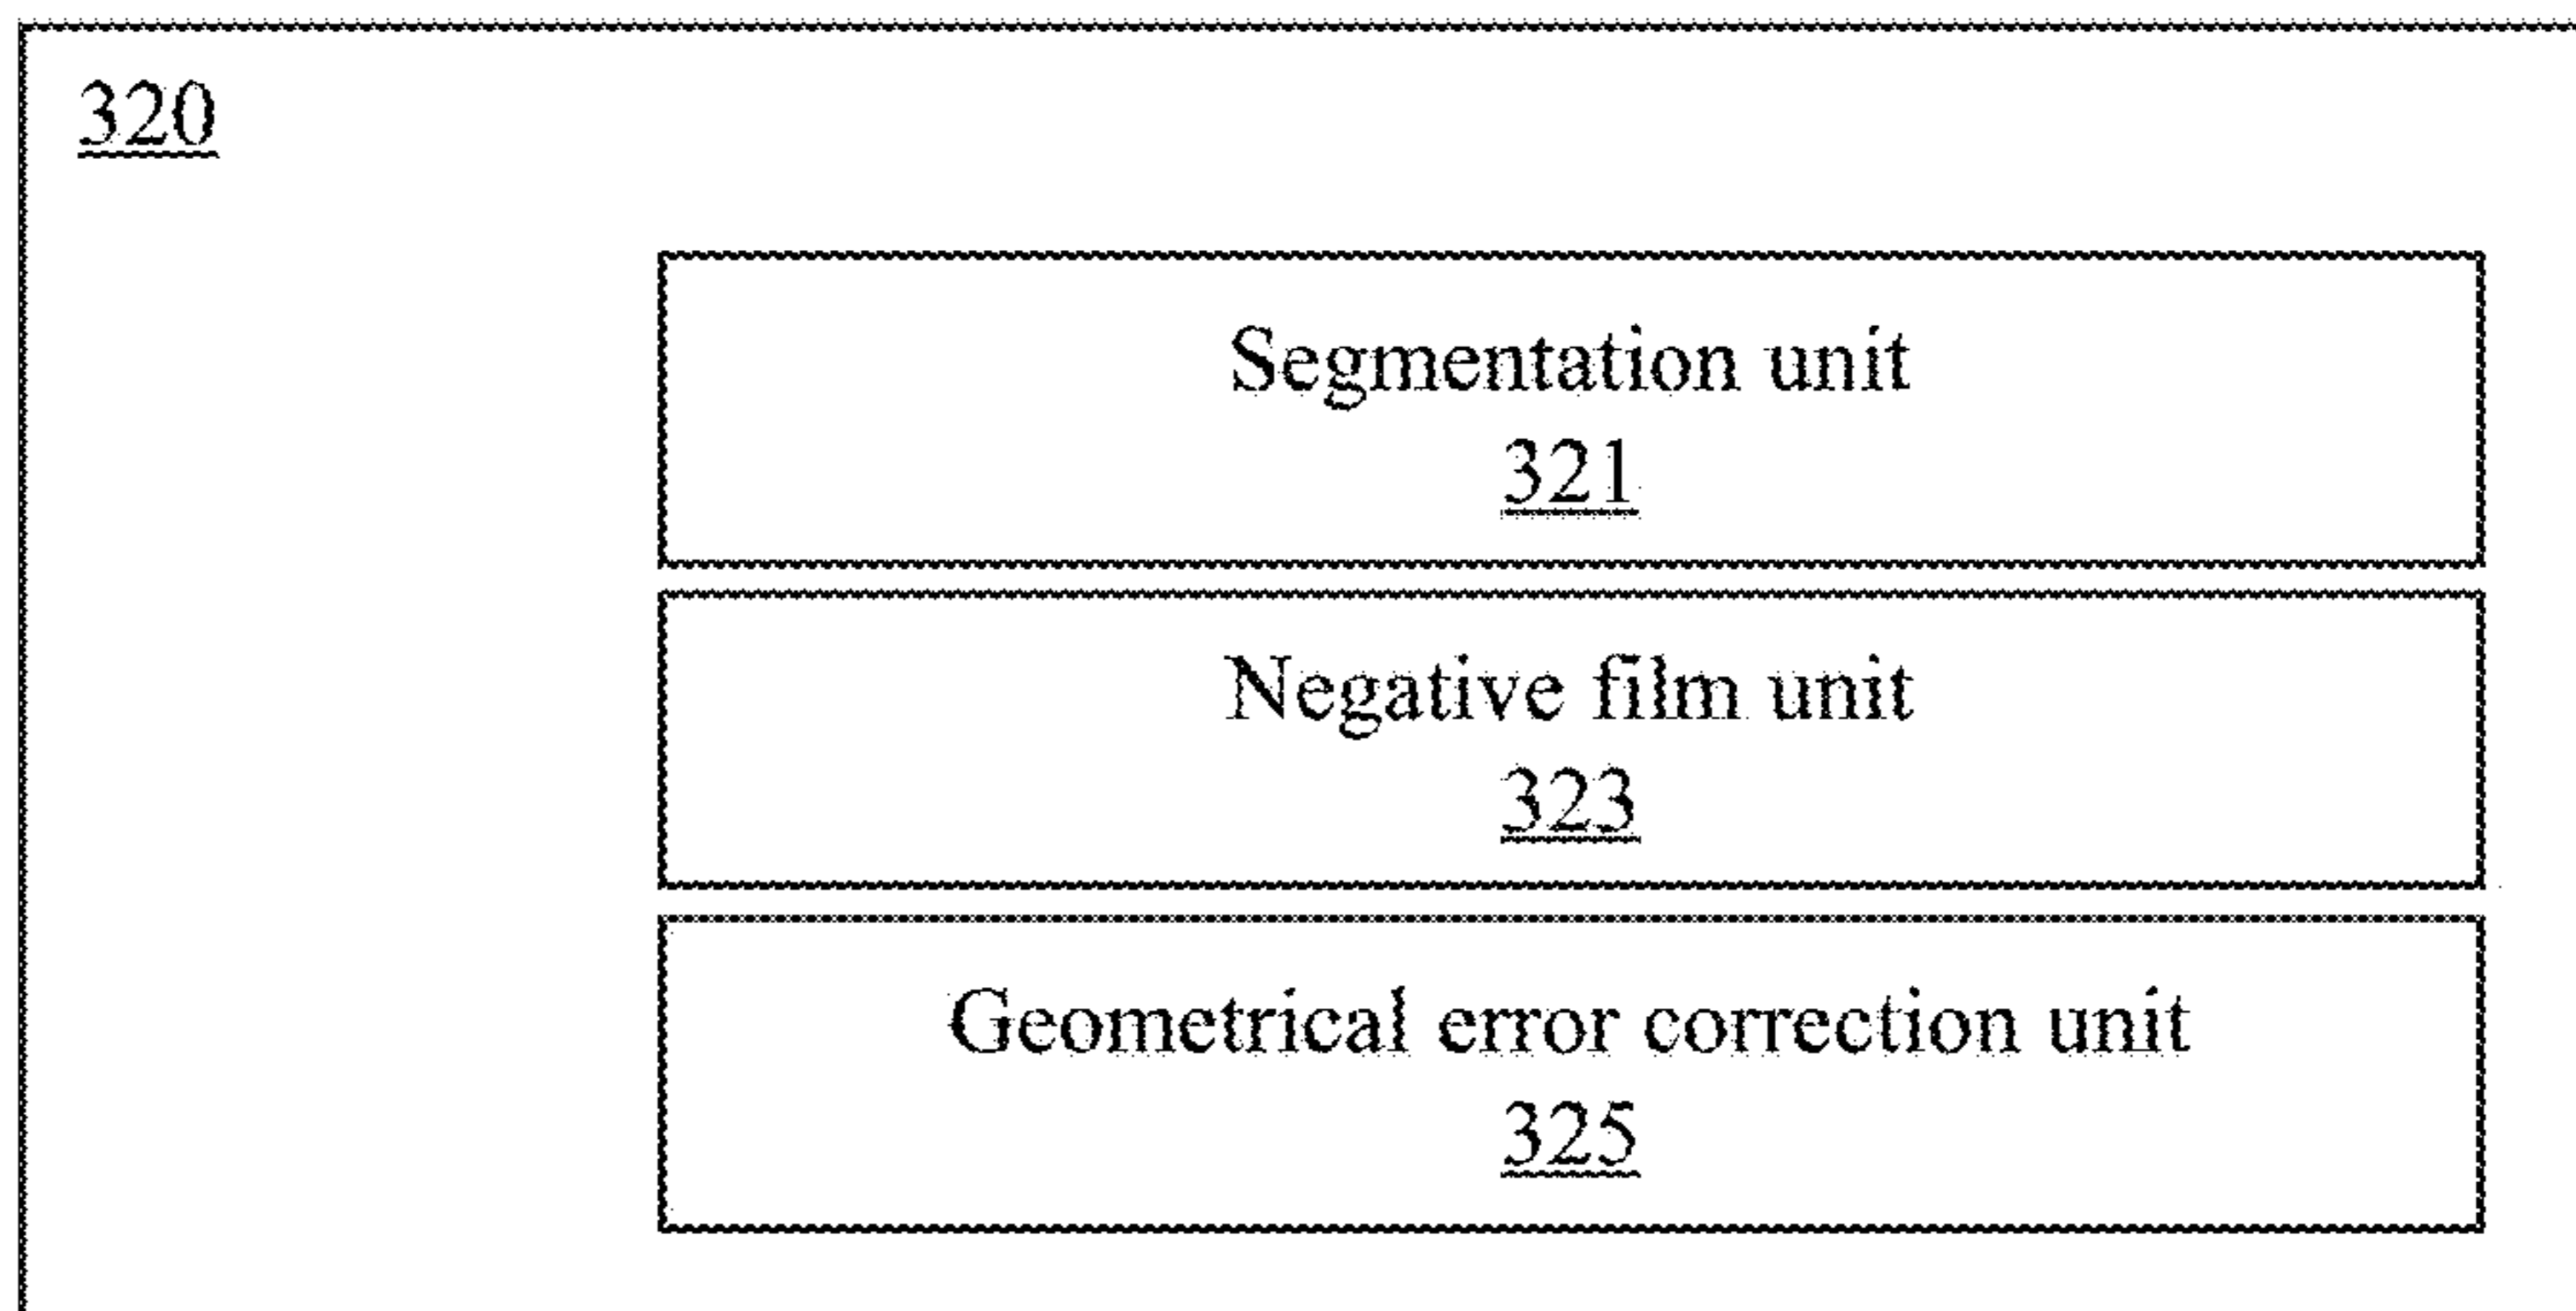 320
Segmentation unit
321
Negative film unit
323
Geometrical error correction unit
325